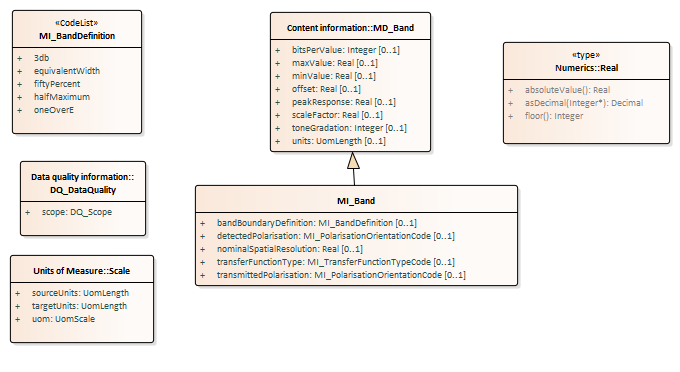 «CodeList»
MI_BandDefinition
+ 3db
+ equivalentWidth
+ fiftyPercent
+ halfMaximum
+ oneOverE
Content information::MD_Band
+ bitsPerValue: Integer [0..1]
+ maxValue: Real [0..1]
+ minValue: Real [0..1]
+ offset: Real [0..1]
+ peakResponse: Real [0..1]
+ scaleFactor: Real [0..1]
+ toneGradation: Integer [0..1]
+ units: UomLength [0..1]
«type»
Numerics::Real
+ absoluteValue(): Real
+ asDecimal(Integer*): Decimal
+ floor(): Integer
Data quality information::
DQ_DataQuality
+ scope: DQ_Scope
MI_Band
+ bandBoundaryDefinition: MI_BandDefinition [0..1]
+ detectedPolarisation: MI_PolarisationOrientationCode [0..1]
+ nominalSpatialResolution: Real [0..1]
+ transferFunctionType: MI_TransferFunctionTypeCode [0..1]
+ transmittedPolarisation: MI_PolarisationOrientationCode [0..1]
Units of Measure::Scale
+ sourceUnits: UomLength
+ targetUnits: UomLength
+ uom: UomScale